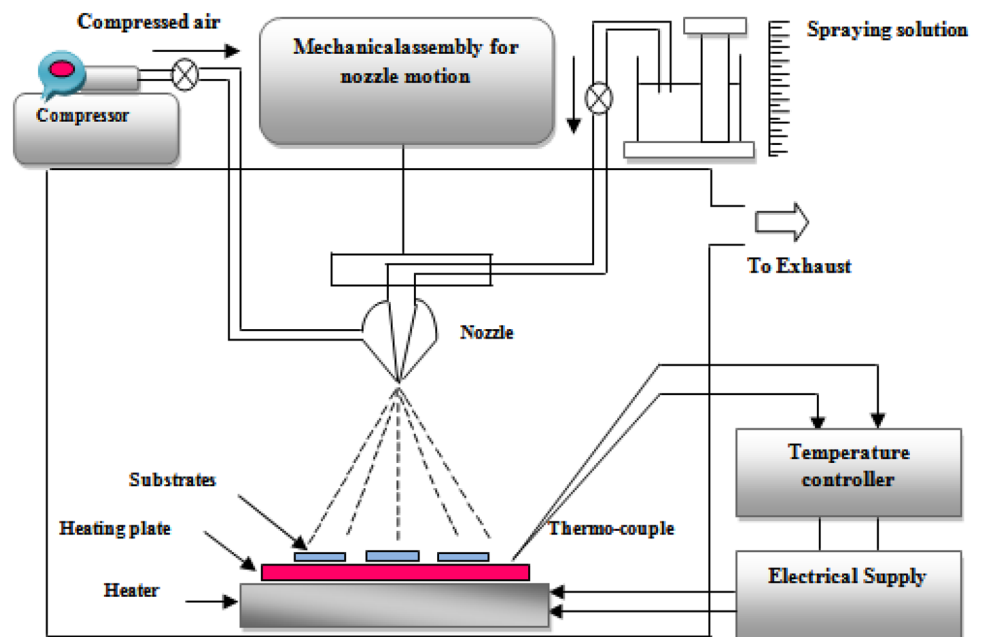 Compressed air
Mechanicalassembly for
nozzle motion
Spraying solution
Compressor
To Exhaust
Nozzle
Substrates
Heating plate
Thermo-couple
Temperature
controller
Heater
Electrical Supply